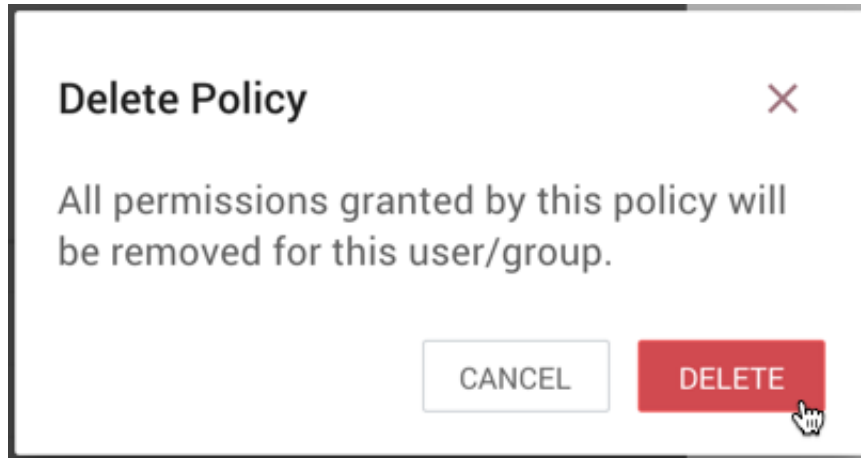 Delete Policy
All permissions granted by this policy will
be removed for this user/group.
CANCEL DELETE